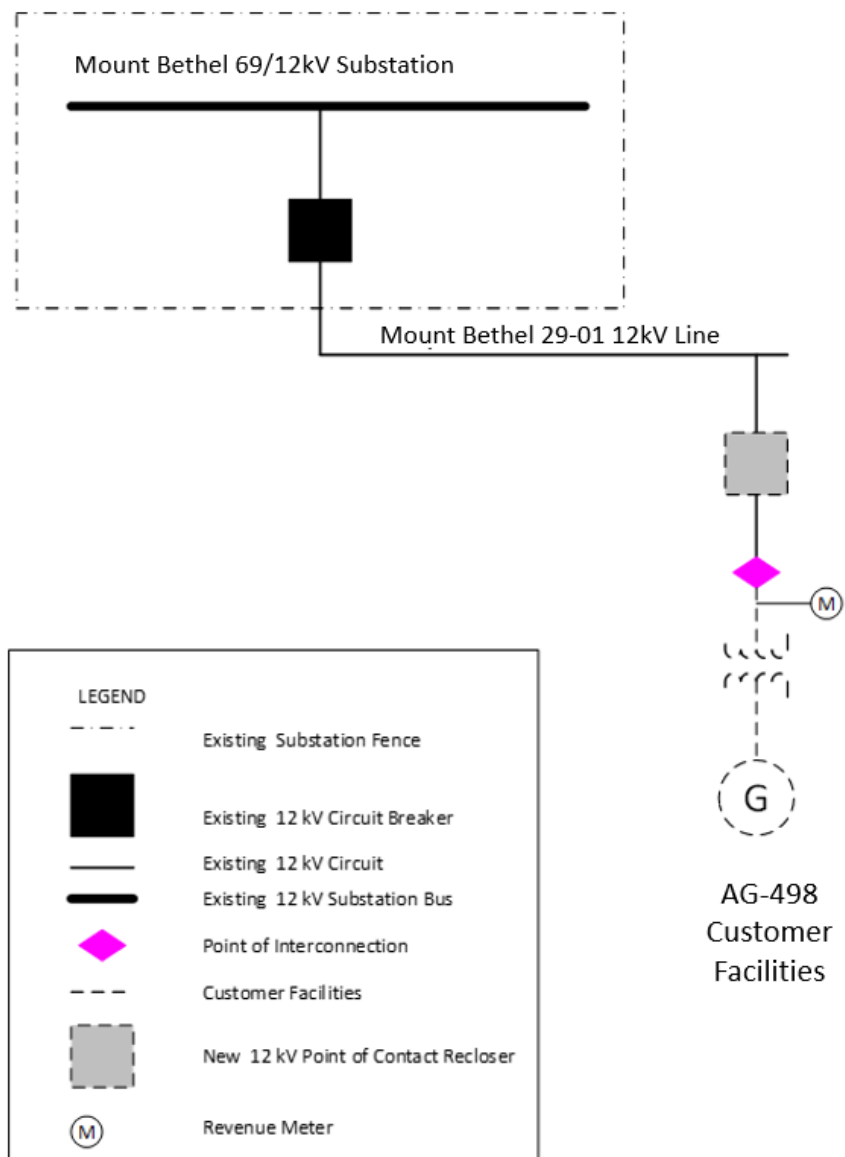 Mount Bethel 69/12kV Substation
Mount Bethel 29-01 12kV Line
M
G
AG-498
Customer
Facilities
LEGEND
Existing Substation Fence
Existing 12 kV Circuit Breaker
Existing 12 kV Circuit
Existing 12 kV Substation Bus
Point of Interconnection
Customer Facilities
New 12 kV Point of Contact Recloser
M Revenue Meter